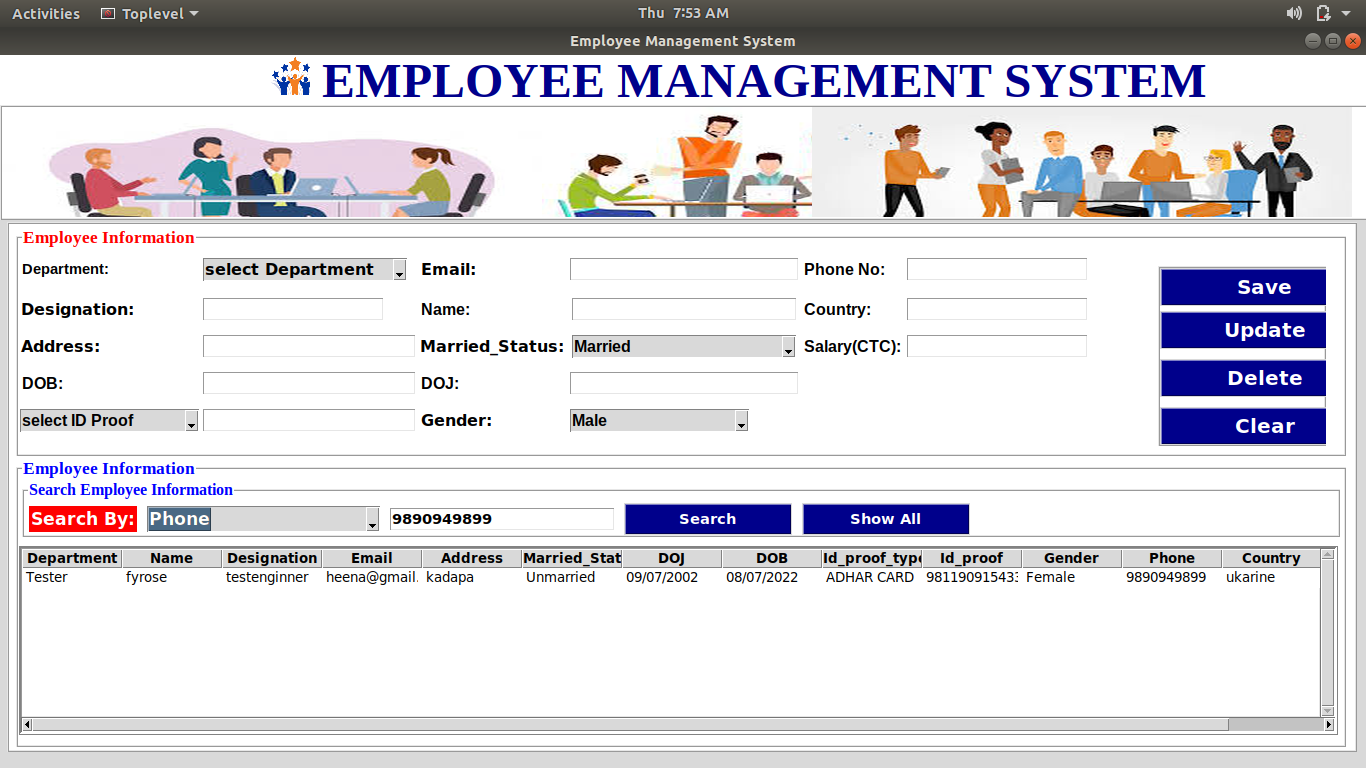 Activities Toplevel Thu 7:53 AM
Employee Management System
EMPLOYEE MANAGEMENT SYSTEM
Employee Information
Department: select Department Email: Phone No:
Save
Designation: Name: Country:
Update
Address: Married_Status: Married Salary(CTC):
DOB: DOJ:
Delete
select ID Proof Gender: Male
Clear
Employee Information
Search Employee Information
Search By: Phone 9890949899 Search Show All
Department Name Designation Email Address Married_Stat DOJ DOB Id_proof_type Id_proof Gender Phone Country
Tester fyrose testenginner heena@gmail. kadapa Unmarried 09/07/2002 08/07/2022 ADHAR CARD 981190915433 Female 9890949899 ukarine